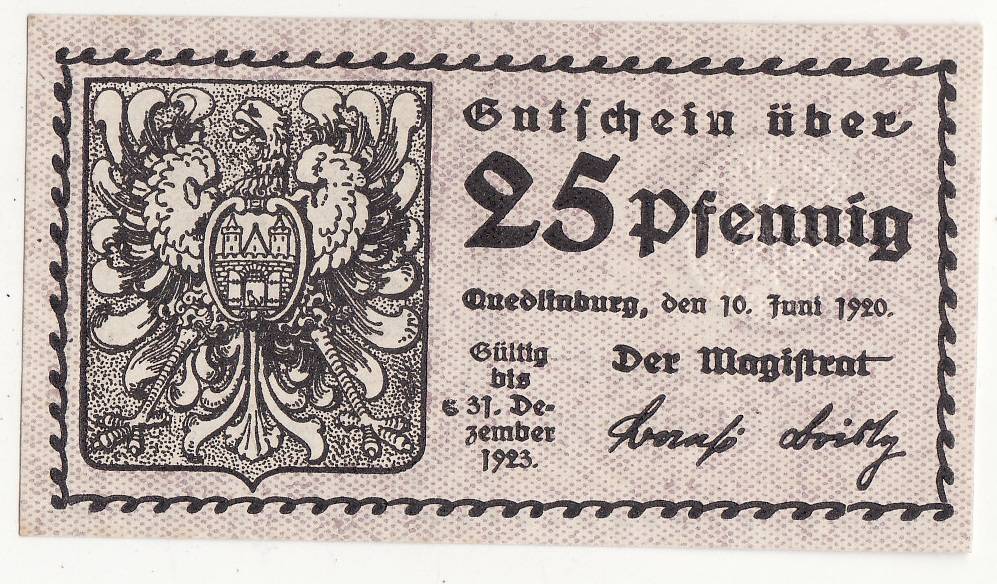 Gutschein über
25 Pfennig
Quedlinburg, den 10. Juni 1920.
Gültig
bis
31. De-
zember
1923.
Der Magistrat